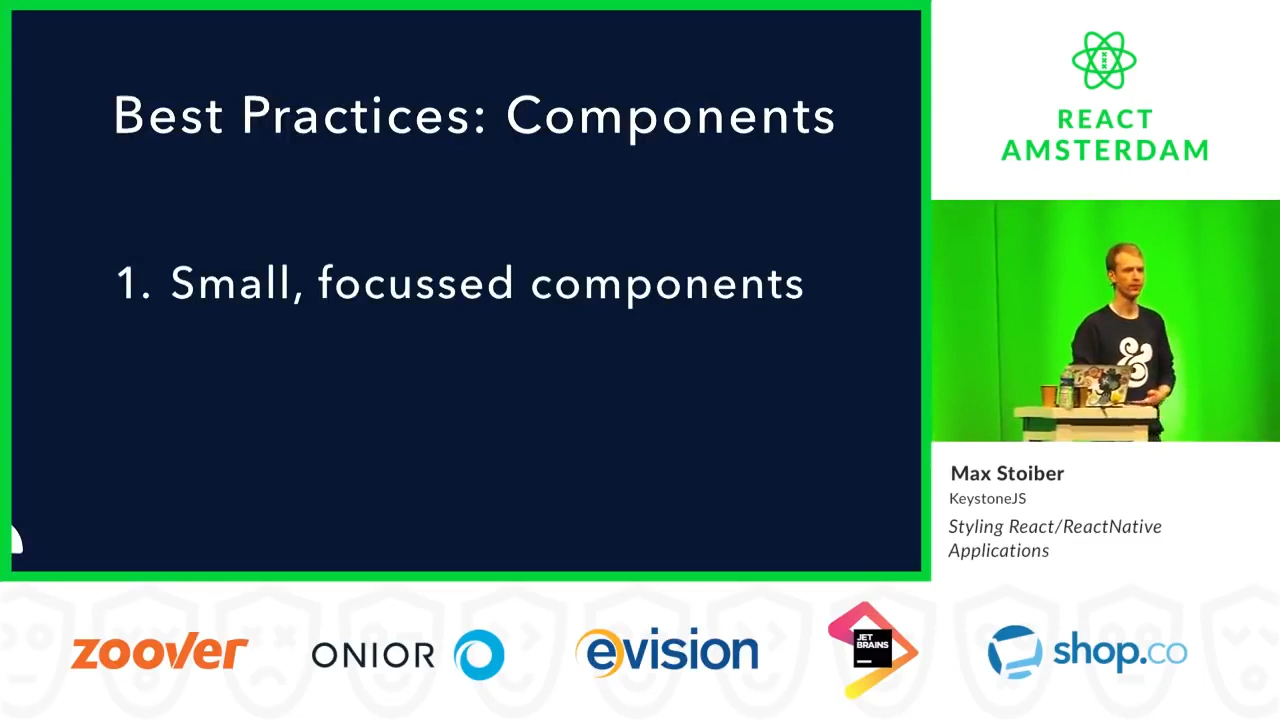 Best Practices: Components
1. Small, focussed components
REACT
AMSTERDAM
&
Max Stoiber
KeystoneJS
Styling React/ReactNative
Applications
zoover
ONIOR
evision
JET
BRAINS
shop.co